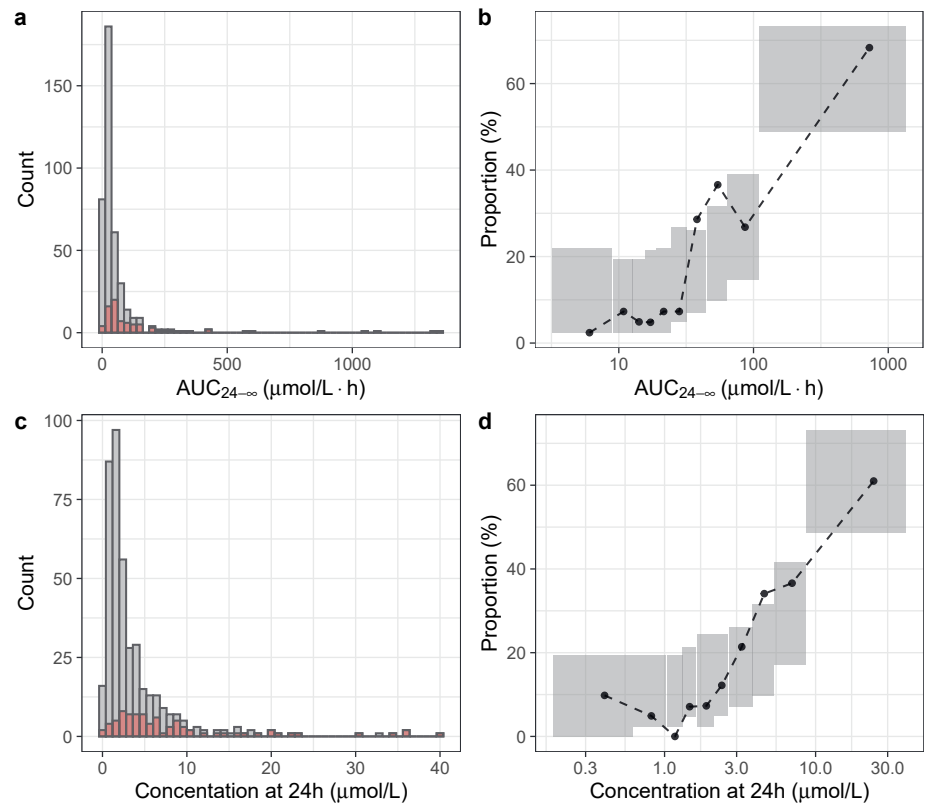 a
b
150
100
50
0
Count
0
500
1000
AUC24−∞ (μmol/L · h)
60
40
20
0
Proportion (%)
10
100
1000
AUC24−∞ (μmol/L · h)
c
d
100
75
50
25
0
Count
0
10
20
30
40
Concentation at 24h (μmol/L)
60
40
20
0
Proportion (%)
0.3
1.0
3.0
10.0
30.0
Concentration at 24h (μmol/L)